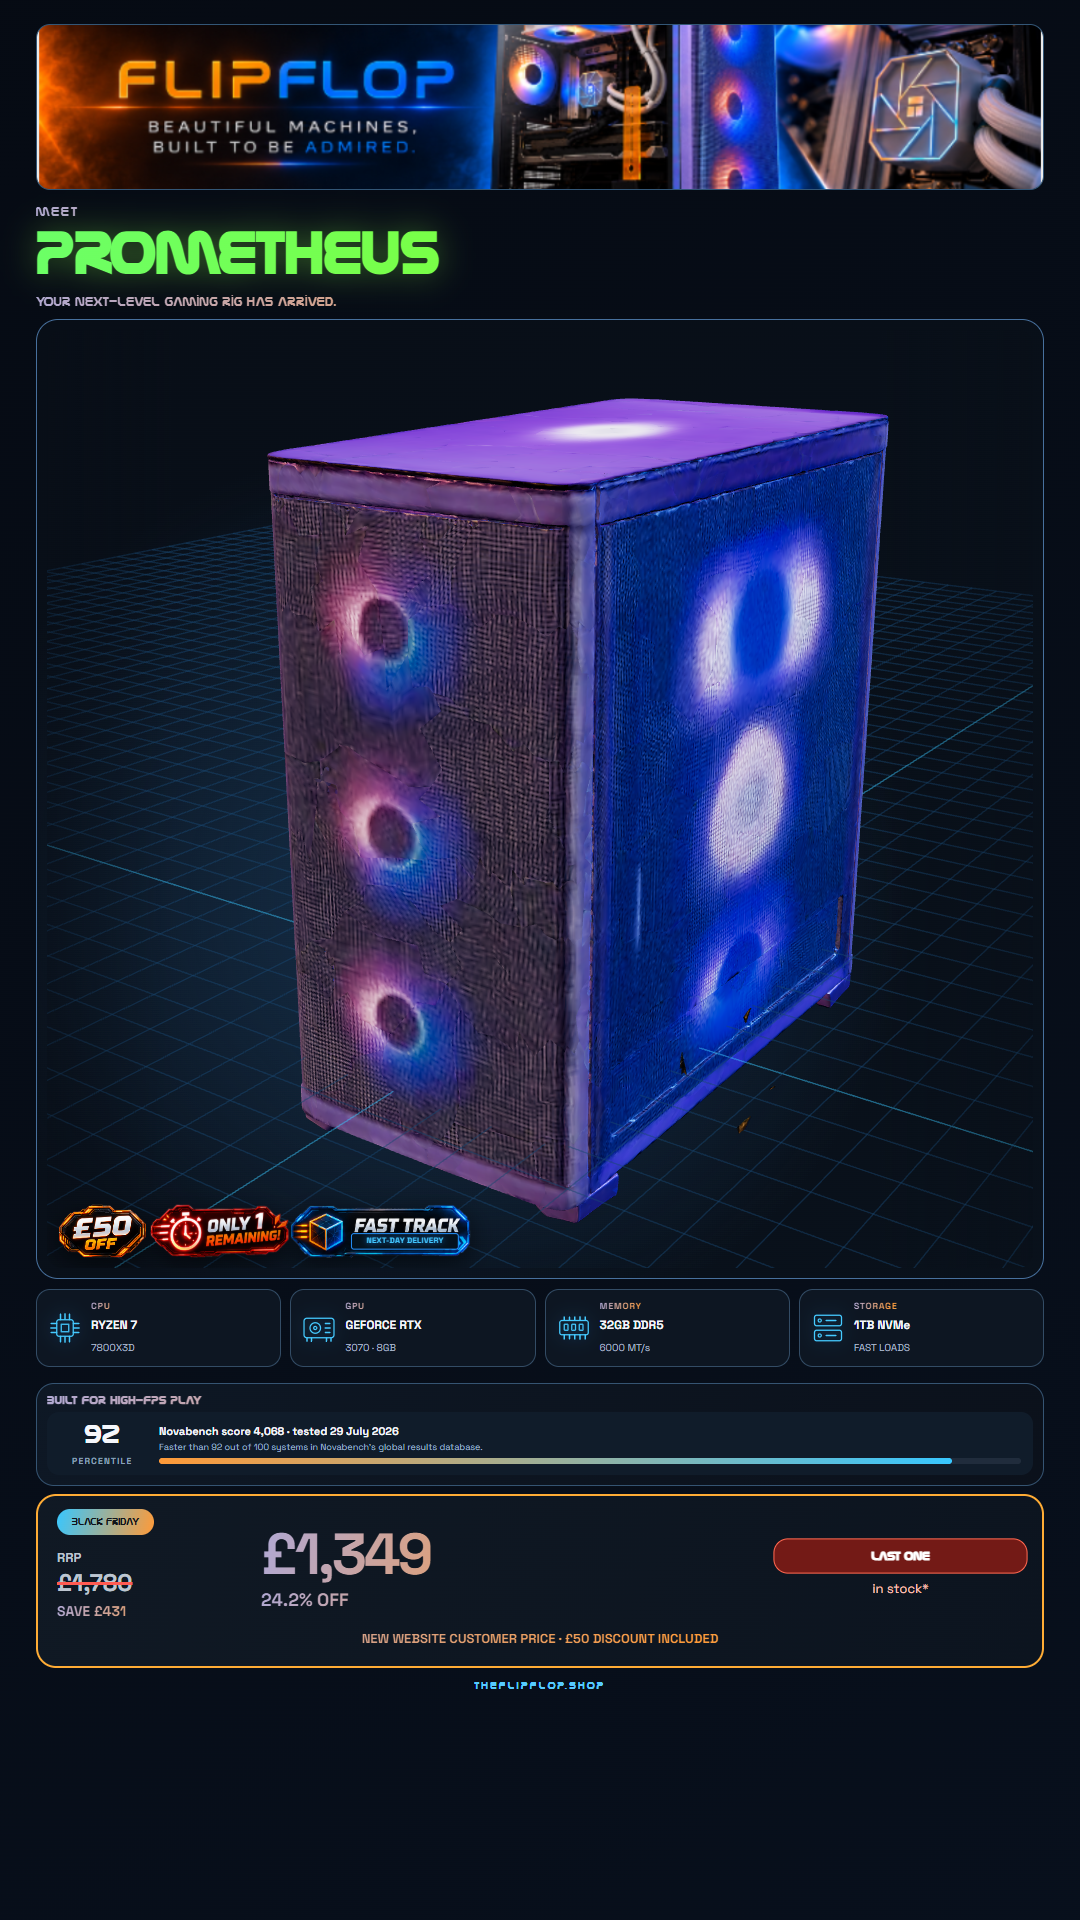 FLIPFLOP
BEAUTIFUL MACHINES,
BUILT TO BE ADMIRED.
MEET
PROMETHEUS
YOUR NEXT-LEVEL GAMING RIG HAS ARRIVED.
£50 OFF
ONLY 1 REMAINING!
FAST TRACK
NEXT-DAY DELIVERY
CPU
RYZEN 7
7800X3D
GPU
GEFORCE RTX
3070 · 8GB
MEMORY
32GB DDR5
6000 MT/s
STORAGE
1TB NVMe
FAST LOADS
BUILT FOR HIGH-FPS PLAY
92
PERCENTILE
Novabench score 4,068 · tested 29 July 2026
Faster than 92 out of 100 systems in Novabench's global results database.
BLACK FRIDAY
RRP
£1,780
SAVE £431
£1,349
24.2% OFF
LAST ONE
in stock*
NEW WEBSITE CUSTOMER PRICE · £50 DISCOUNT INCLUDED
THEFLIPFLOP.SHOP